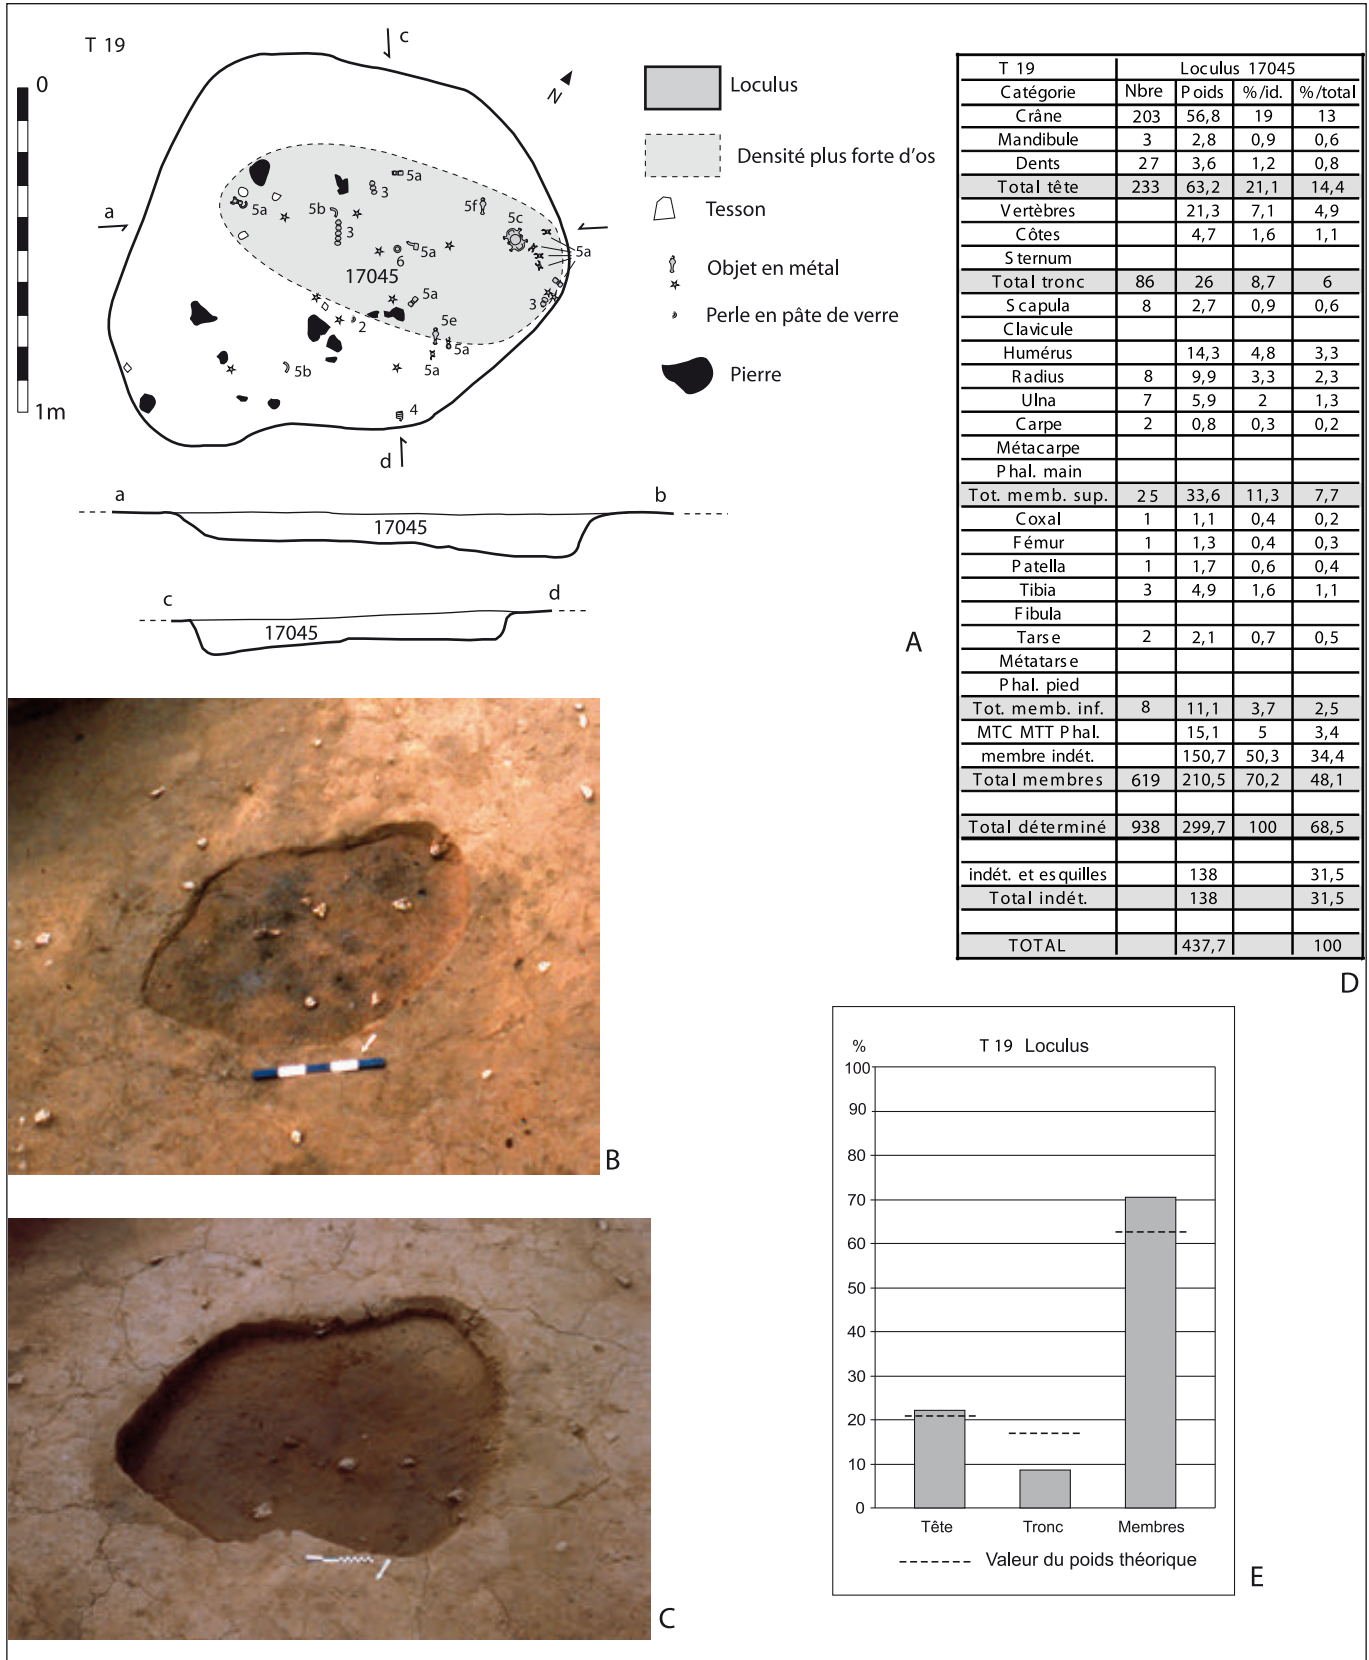 T 19
c
0
N
Loculus
Densité plus forte d'os
5a
3
5a
5b
5f
5c
Tesson
a
3
5a
5a
6
17045
Objet en métal
5a
3
2
5e
Perle en pâte de verre
5a
5b
5a
Pierre
1m
4
d
a
b
17045
c
d
17045
A
T 19 Loculus 17045
Catégorie Nbre Poids %/id. %/total
Crâne 203 56,8 19 13
Mandibule 3 2,8 0,9 0,6
Dents 27 3,6 1,2 0,8
Total tête 233 63,2 21,1 14,4
Vertèbres 21,3 7,1 4,9
Côtes 4,7 1,6 1,1
Sternum
Total tronc 86 26 8,7 6
Scapula 8 2,7 0,9 0,6
Clavicule
Humérus 14,3 4,8 3,3
Radius 8 9,9 3,3 2,3
Ulna 7 5,9 2 1,3
Carpe 2 0,8 0,3 0,2
Métacarpe
Phal. main
Tot. memb. sup. 25 33,6 11,3 7,7
Coxal 1 1,1 0,4 0,2
Fémur 1 1,3 0,4 0,3
Patella 1 1,7 0,6 0,4
Tibia 3 4,9 1,6 1,1
Fibula
Tarse 2 2,1 0,7 0,5
Métatarse
Phal. pied
Tot. memb. inf. 8 11,1 3,7 2,5
MTC MTT Phal. 15,1 5 3,4
membre indét. 150,7 50,3 34,4
Total membres 619 210,5 70,2 48,1
Total déterminé 938 299,7 100 68,5
indét. et esquilles 138 31,5
Total indét. 138 31,5
TOTAL 437,7 100
D
B
C
% T 19 Loculus
100
90
80
70
60
50
40
30
20
10
0
Tête Tronc Membres
Valeur du poids théorique
E